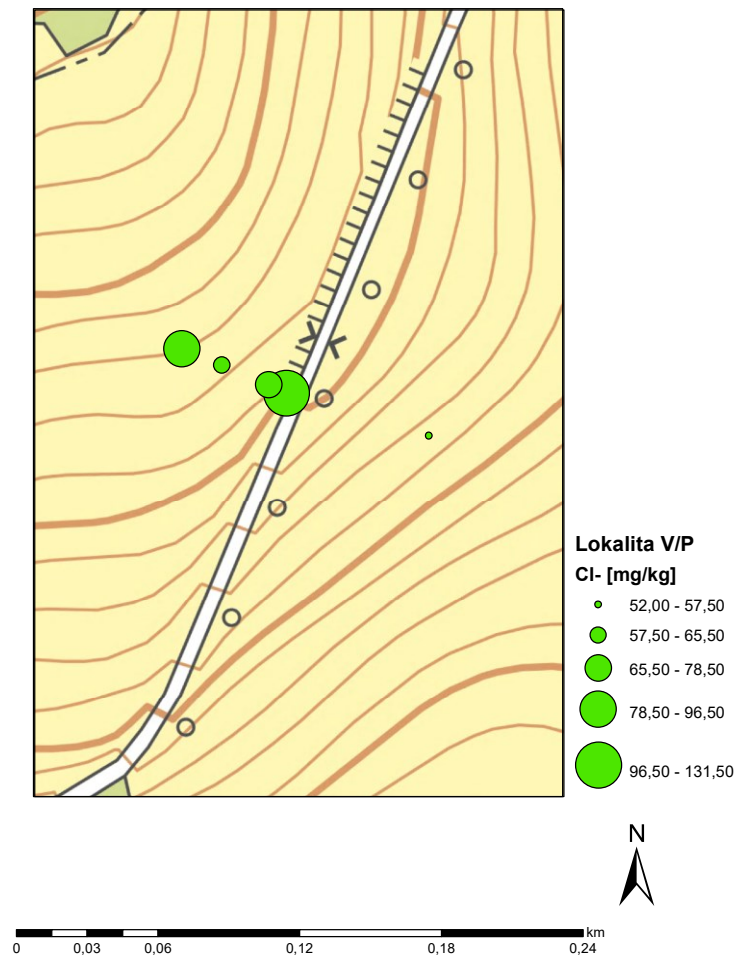 Lokalita V/P
Cl- [mg/kg]
52,00 - 57,50
57,50 - 65,50
65,50 - 78,50
78,50 - 96,50
96,50 - 131,50
N
km
0 0,03 0,06 0,12 0,18 0,24